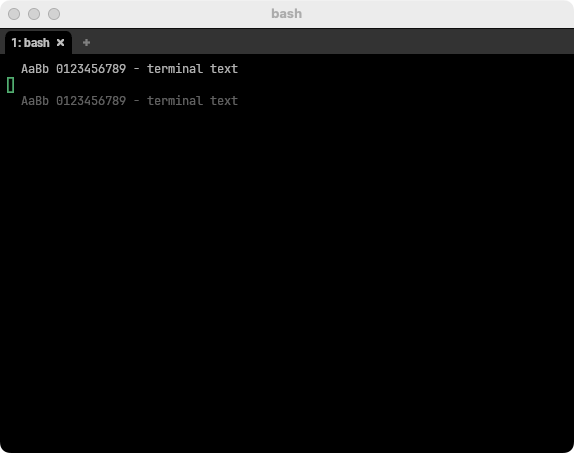 bash
1: bash × +
AaBb 0123456789 - terminal text
AaBb 0123456789 - terminal text